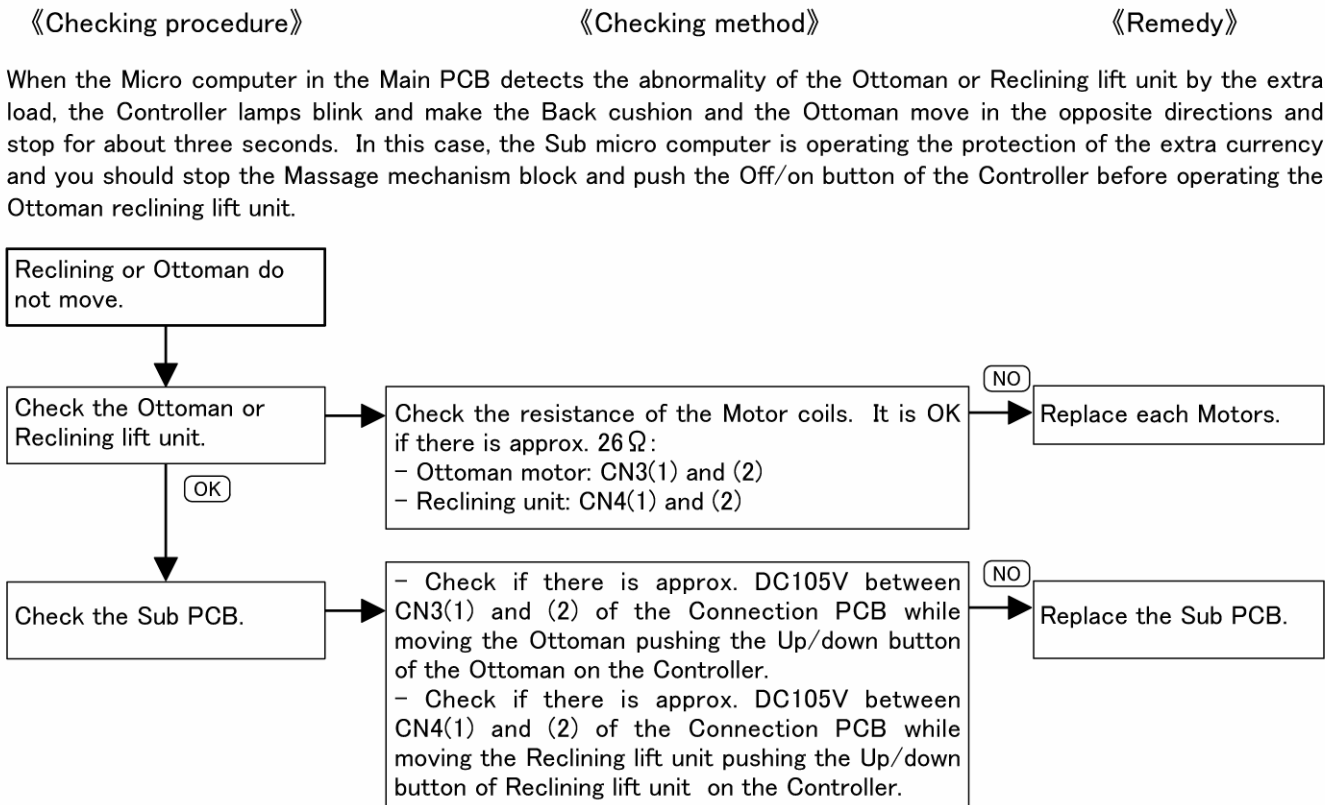 《Checking procedure》 《Checking method》 《Remedy》
When the Micro computer in the Main PCB detects the abnormality of the Ottoman or Reclining lift unit by the extra
load, the Controller lamps blink and make the Back cushion and the Ottoman move in the opposite directions and
stop for about three seconds. In this case, the Sub micro computer is operating the protection of the extra currency
and you should stop the Massage mechanism block and push the Off/on button of the Controller before operating the
Ottoman reclining lift unit.
Reclining or Ottoman do
not move.
Check the Ottoman or
Reclining lift unit.
Check the resistance of the Motor coils. It is OK
if there is approx. 26Ω:
- Ottoman motor: CN3(1) and (2)
- Reclining unit: CN4(1) and (2)
NO
Replace each Motors.
OK
Check the Sub PCB.
- Check if there is approx. DC105V between
CN3(1) and (2) of the Connection PCB while
moving the Ottoman pushing the Up/down button
of the Ottoman on the Controller.
- Check if there is approx. DC105V between
CN4(1) and (2) of the Connection PCB while
moving the Reclining lift unit pushing the Up/down
button of Reclining lift unit on the Controller.
NO
Replace the Sub PCB.